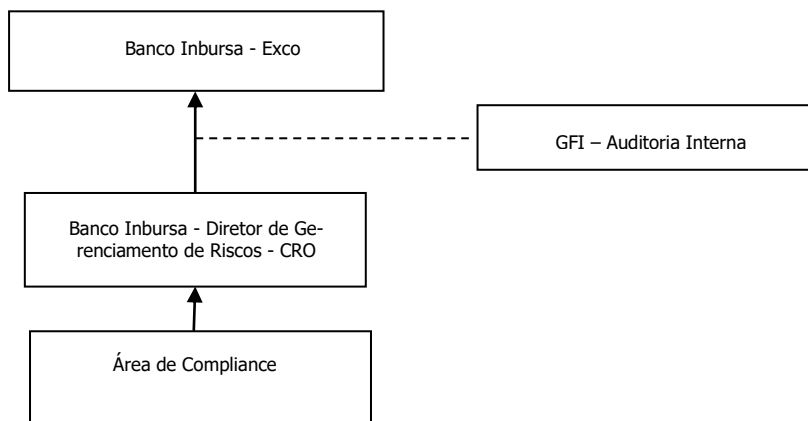 Banco Inbursa - Exco
GFI – Auditoria Interna
Banco Inbursa - Diretor de Ge-
renciamento de Riscos - CRO
Área de Compliance